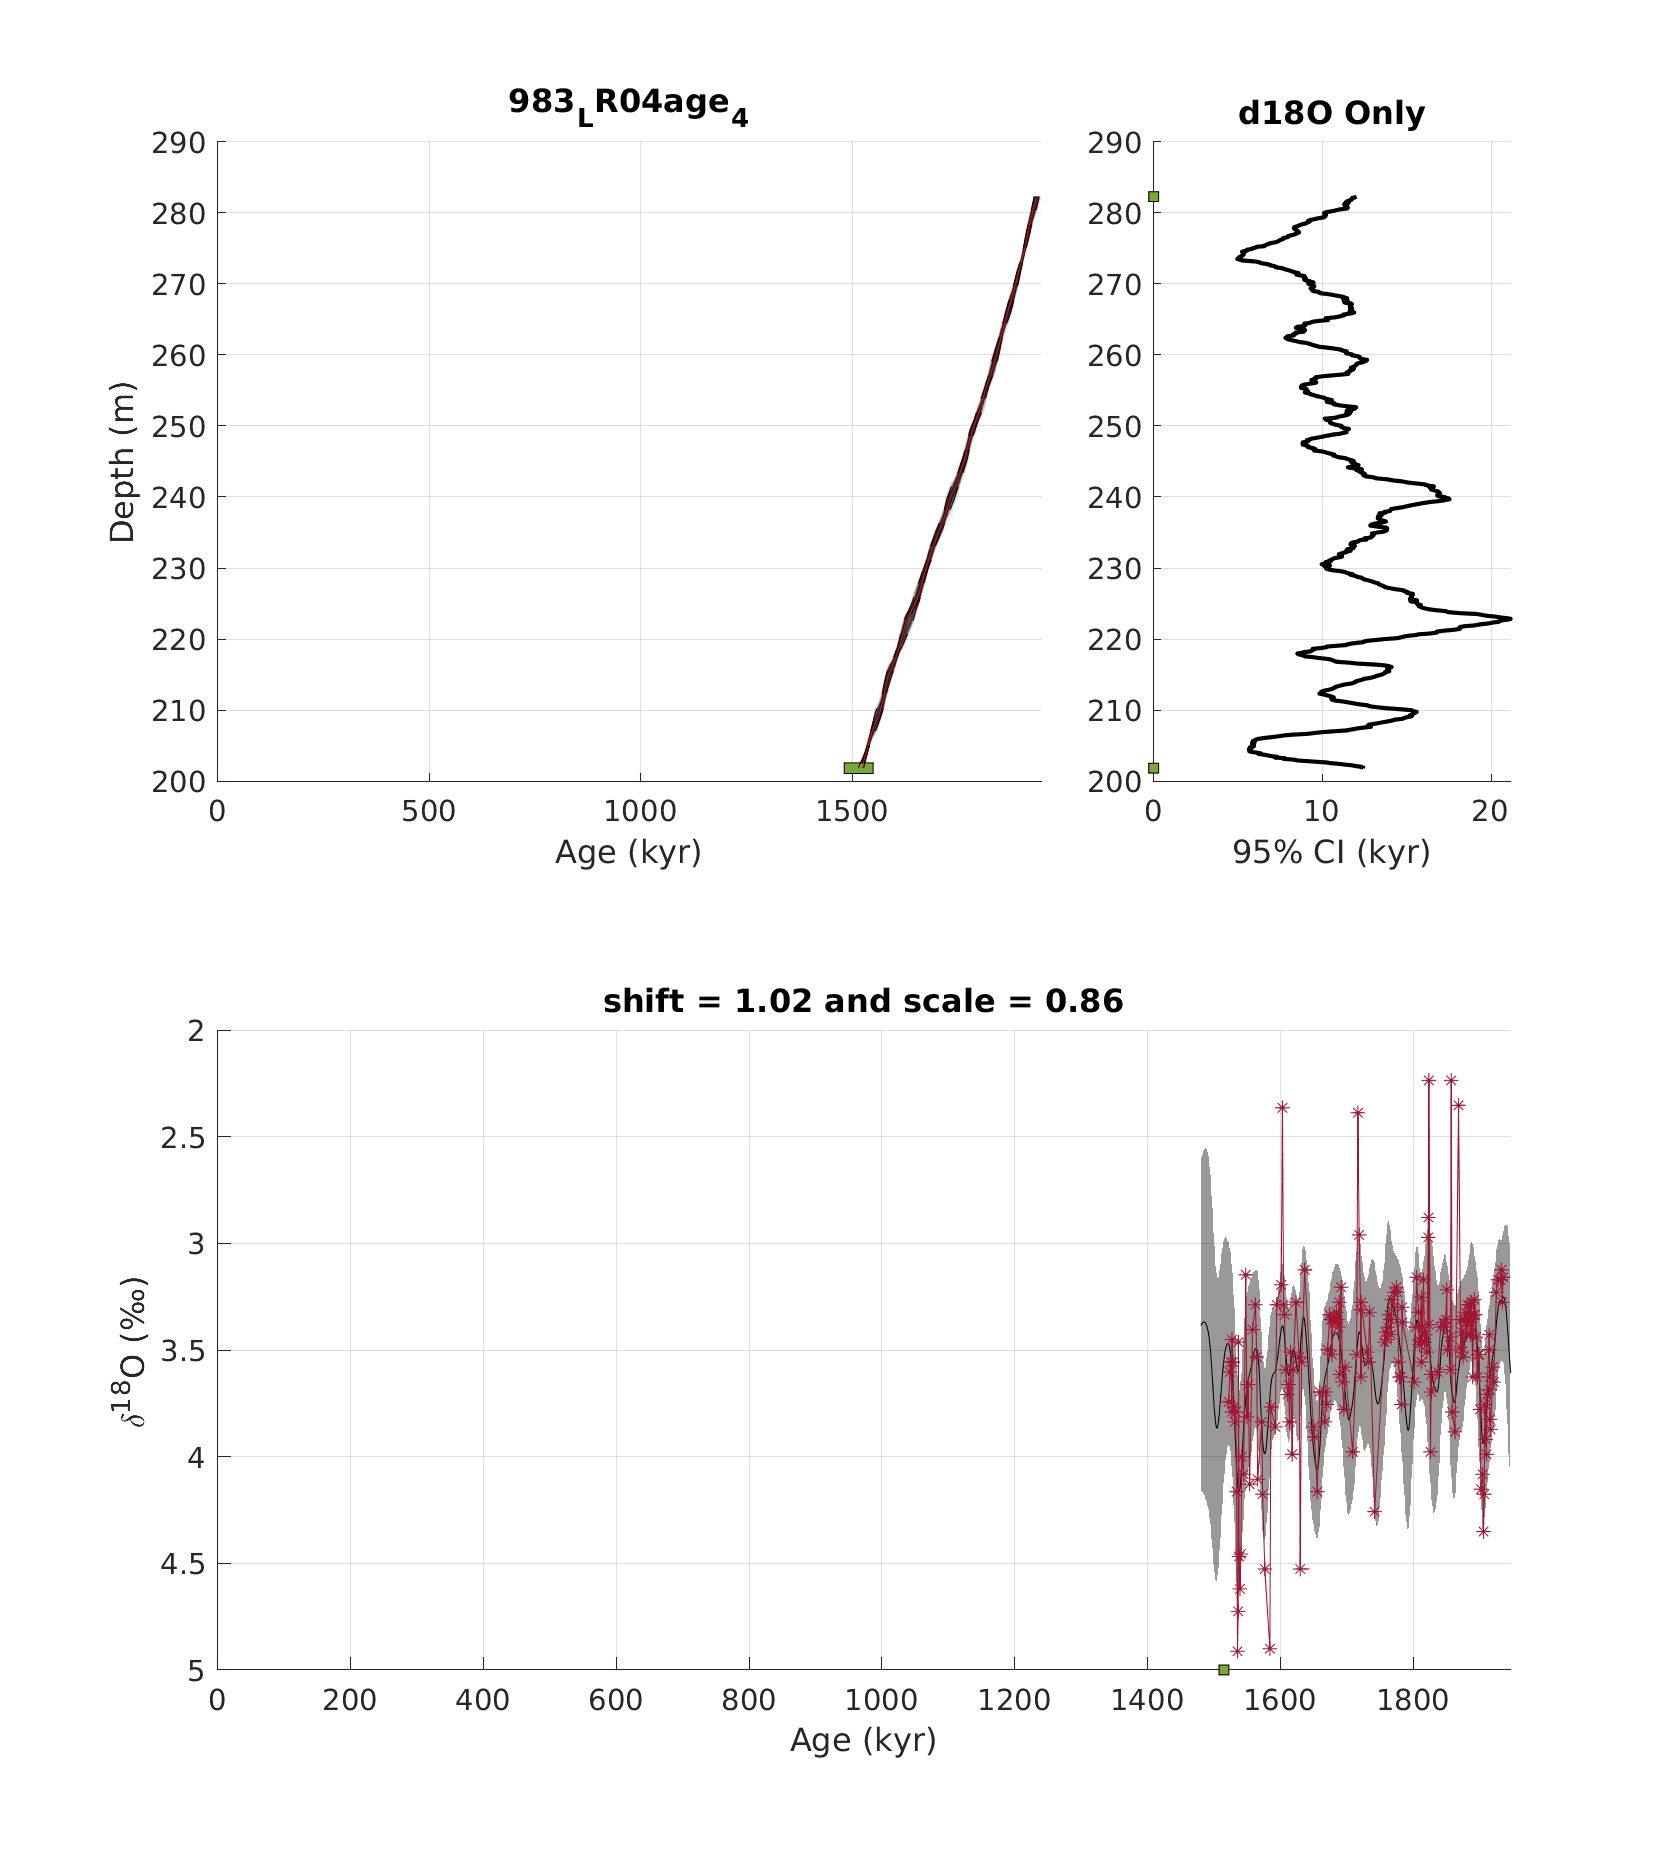 983LR04age4
290
280
270
260
250
240
230
220
210
200
Depth (m)
0 500 1000 1500
Age (kyr)
d18O Only
290
280
270
260
250
240
230
220
210
200
0 10 20
95% CI (kyr)
shift = 1.02 and scale = 0.86
2
2.5
3
3.5
4
4.5
5
δ18O (‰)
0 200 400 600 800 1000 1200 1400 1600 1800
Age (kyr)